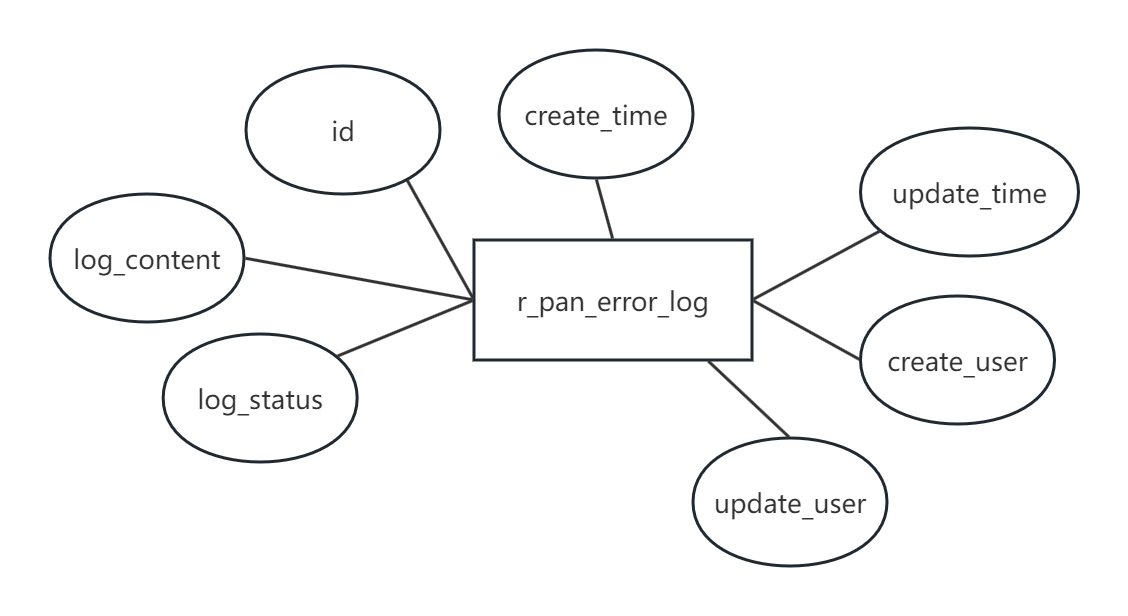 create_time
id
update_time
log_content
r_pan_error_log
create_user
log_status
update_user